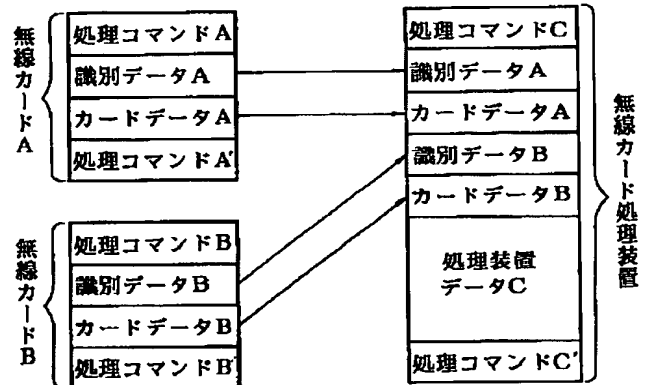 無線カードA
処理コマンドA
識別データA
カードデータA
処理コマンドA'
無線カードB
処理コマンドB
識別データB
カードデータB
処理コマンドB'
処理コマンドC
識別データA
カードデータA
識別データB
カードデータB
処理装置
データC
処理コマンドC'
無線カード処理装置